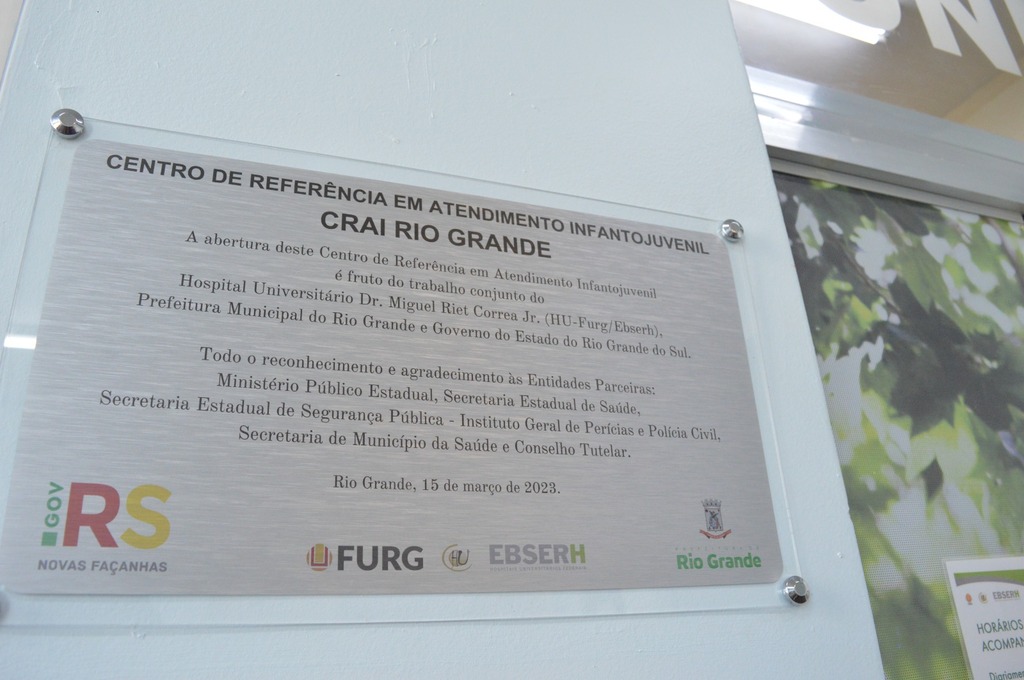 CENTRO DE REFERÊNCIA EM ATENDIMENTO INFANTOJUVENIL
CRAI RIO GRANDE
A abertura deste Centro de Referência em Atendimento Infantojuvenil
é fruto do trabalho conjunto do
Hospital Universitário Dr. Miguel Riet Correa Jr. (HU-Furg/Ebserh),
Prefeitura Municipal do Rio Grande e Governo do Estado do Rio Grande do Sul.
Todo o reconhecimento e agradecimento às Entidades Parceiras:
Ministério Público Estadual, Secretaria Estadual de Saúde,
Secretaria Estadual de Segurança Pública - Instituto Geral de Perícias e Polícia Civil,
Secretaria de Município da Saúde e Conselho Tutelar.
Rio Grande, 15 de março de 2023.
GOV RS
NOVAS FAÇANHAS
FURG HU EBSERH
Rio Grande
EBSERH
HORÁRIOS
ACOMPAN
Diariamen